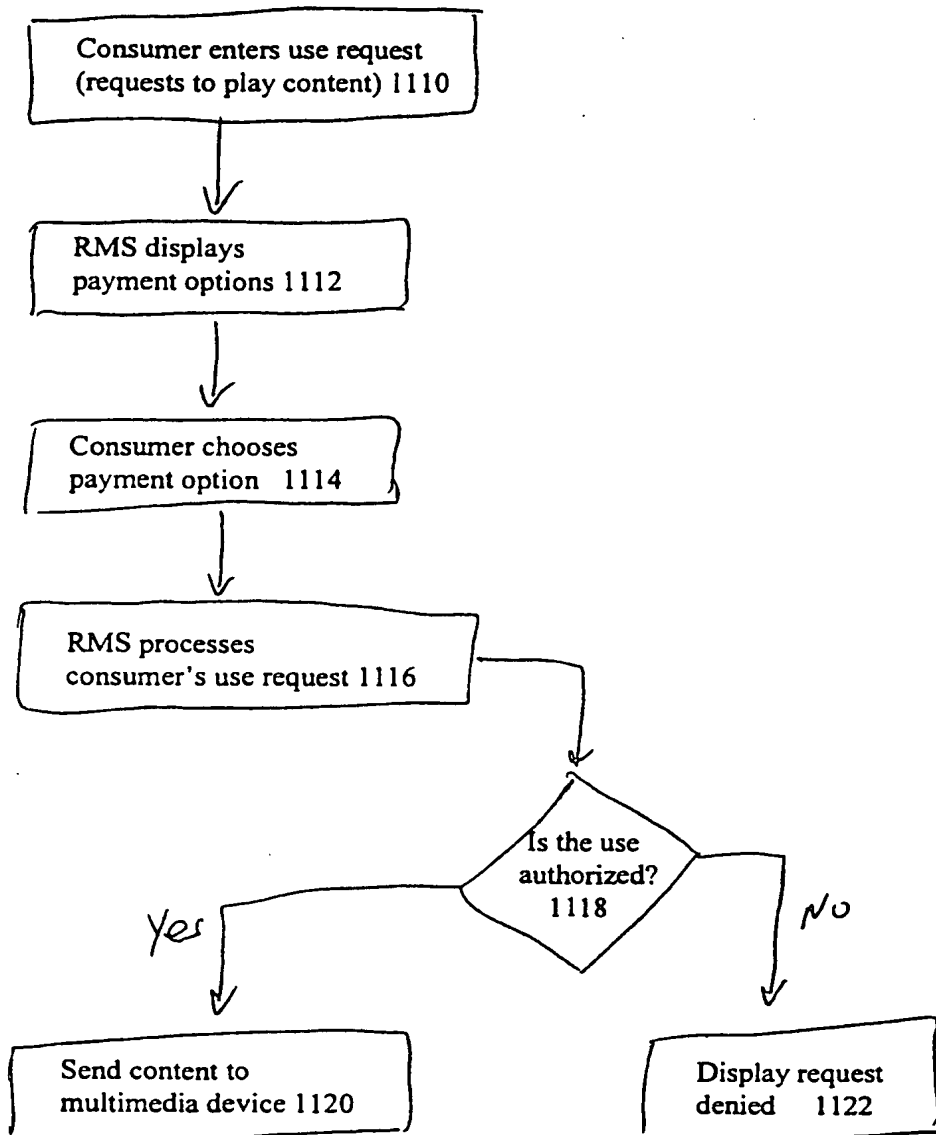 Consumer enters use request
(requests to play content) 1110
RMS displays
payment options 1112
Consumer chooses
payment option 1114
RMS processes
consumer's use request 1116
Is the use
authorized?
1118
Yes
No
Send content to
multimedia device 1120
Display request
denied 1122